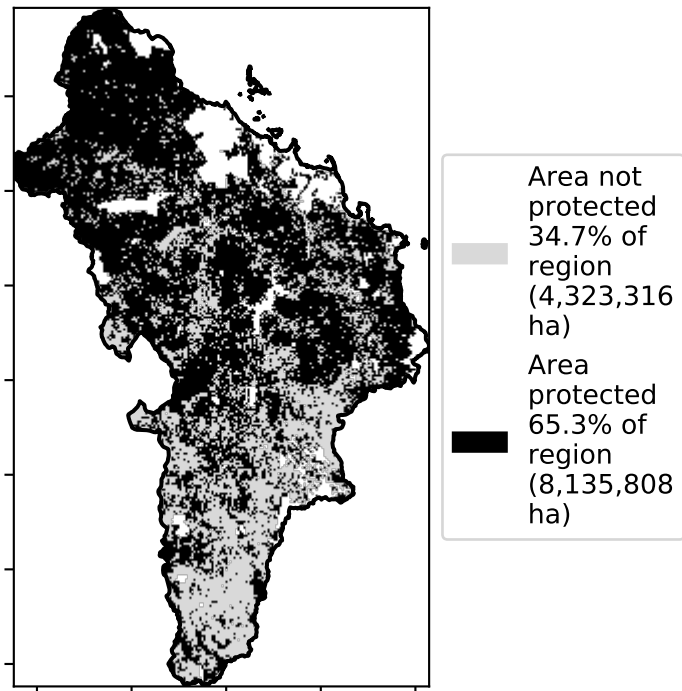 Area not
protected
34.7% of
region
(4,323,316
ha)
Area
protected
65.3% of
region
(8,135,808
ha)